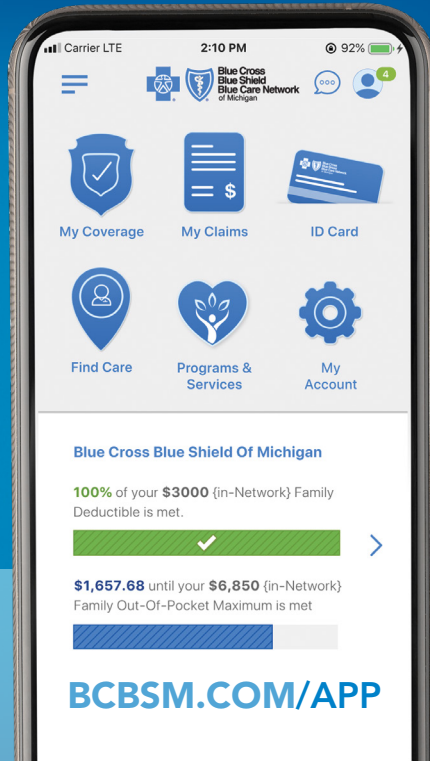 Carrier LTE 2:10 PM 92%
Blue Cross
Blue Shield
Blue Care Network
of Michigan
4
$
My Coverage My Claims ID Card
Find Care Programs & My
Services Account
Blue Cross Blue Shield Of Michigan
100% of your $3000 {in-Network} Family
Deductible is met.
$1,657.68 until your $6,850 {in-Network}
Family Out-Of-Pocket Maximum is met
BCBSM.COM/APP